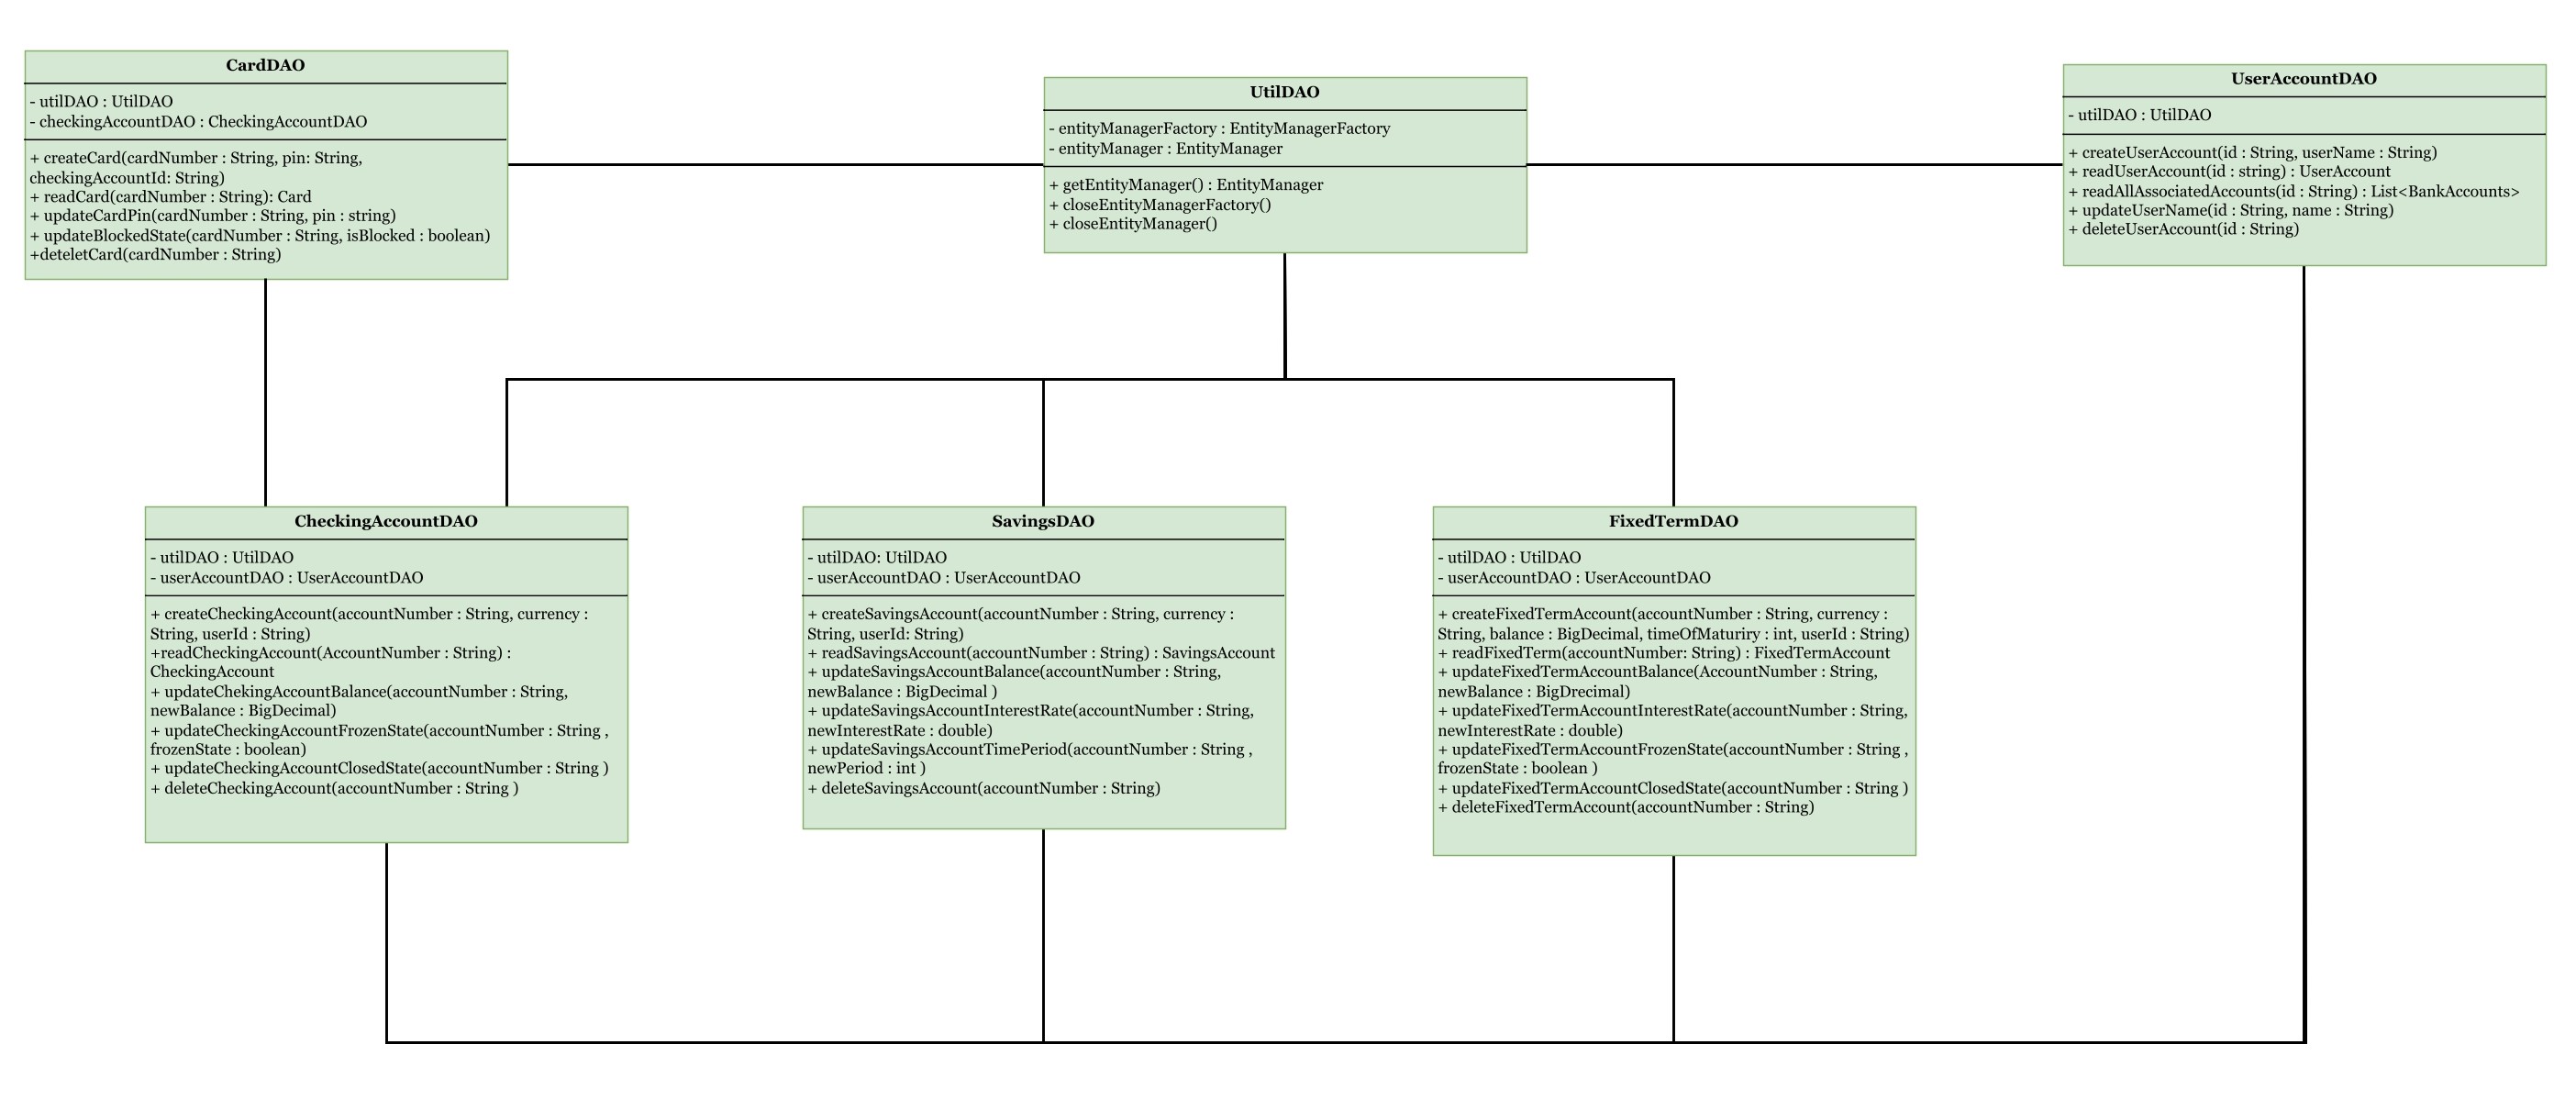 CardDAO
- utilDAO : UtilDAO
- checkingAccountDAO : CheckingAccountDAO
+ createCard(cardNumber : String, pin: String,
checkingAccountId: String)
+ readCard(cardNumber : String): Card
+ updateCardPin(cardNumber : String, pin : string)
+ updateBlockedState(cardNumber : String, isBlocked : boolean)
+deteletCard(cardNumber : String)
UtilDAO
- entityManagerFactory : EntityManagerFactory
- entityManager : EntityManager
+ getEntityManager() : EntityManager
+ closeEntityManagerFactory()
+ closeEntityManager()
UserAccountDAO
- utilDAO : UtilDAO
+ createUserAccount(id : String, userName : String)
+ readUserAccount(id : string) : UserAccount
+ readAllAssociatedAccounts(id : String) : List<BankAccounts>
+ updateUserName(id : String, name : String)
+ deleteUserAccount(id : String)
CheckingAccountDAO
- utilDAO : UtilDAO
- userAccountDAO : UserAccountDAO
+ createCheckingAccount(accountNumber : String, currency :
String, userId : String)
+readCheckingAccount(AccountNumber : String) :
CheckingAccount
+ updateChekingAccountBalance(accountNumber : String,
newBalance : BigDecimal)
+ updateCheckingAccountFrozenState(accountNumber : String ,
frozenState : boolean)
+ updateCheckingAccountClosedState(accountNumber : String )
+ deleteCheckingAccount(accountNumber : String )
SavingsDAO
- utilDAO: UtilDAO
- userAccountDAO : UserAccountDAO
+ createSavingsAccount(accountNumber : String, currency :
String, userId: String)
+ readSavingsAccount(accountNumber : String) : SavingsAccount
+ updateSavingsAccountBalance(accountNumber : String,
newBalance : BigDecimal )
+ updateSavingsAccountInterestRate(accountNumber : String,
newInterestRate : double)
+ updateSavingsAccountTimePeriod(accountNumber : String ,
newPeriod : int )
+ deleteSavingsAccount(accountNumber : String)
FixedTermDAO
- utilDAO : UtilDAO
- userAccountDAO : UserAccountDAO
+ createFixedTermAccount(accountNumber : String, currency :
String, balance : BigDecimal, timeOfMaturiry : int, userId : String)
+ readFixedTerm(accountNumber: String) : FixedTermAccount
+ updateFixedTermAccountBalance(AccountNumber : String,
newBalance : BigDrecimal)
+ updateFixedTermAccountInterestRate(accountNumber : String,
newInterestRate : double)
+ updateFixedTermAccountFrozenState(accountNumber : String ,
frozenState : boolean )
+ updateFixedTermAccountClosedState(accountNumber : String )
+ deleteFixedTermAccount(accountNumber : String)